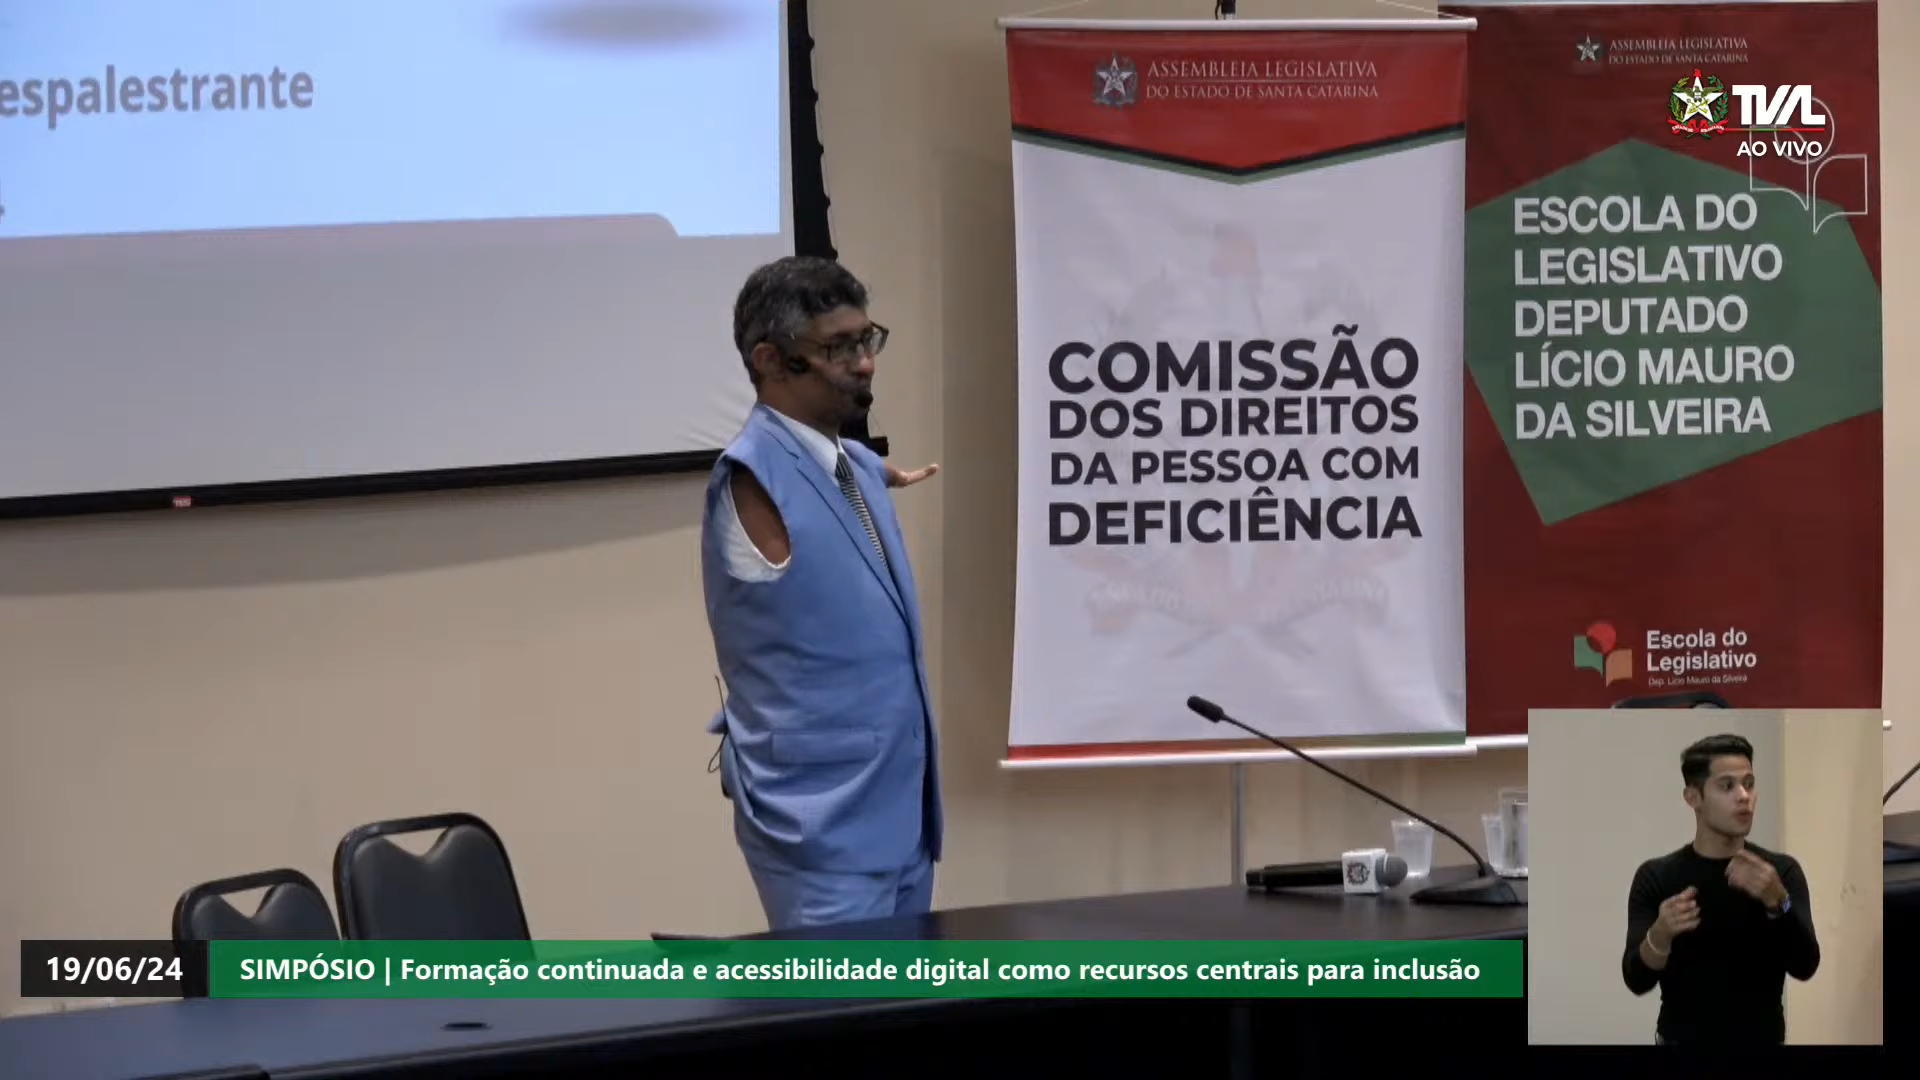 espalestrante
ASSEMBLEIA LEGISLATIVA
DO ESTADO DE SANTA CATARINA
COMISSÃO
DOS DIREITOS
DA PESSOA COM
DEFICIÊNCIA
ASSEMBLEIA LEGISLATIVA
DO ESTADO DE SANTA CATARINA
TVAL
AO VIVO
ESCOLA DO
LEGISLATIVO
DEPUTADO
LÍCIO MAURO
DA SILVEIRA
Escola do
Legislativo
Dep. Lício Mauro da Silveira
19/06/24
SIMPÓSIO | Formação continuada e acessibilidade digital como recursos centrais para inclusão